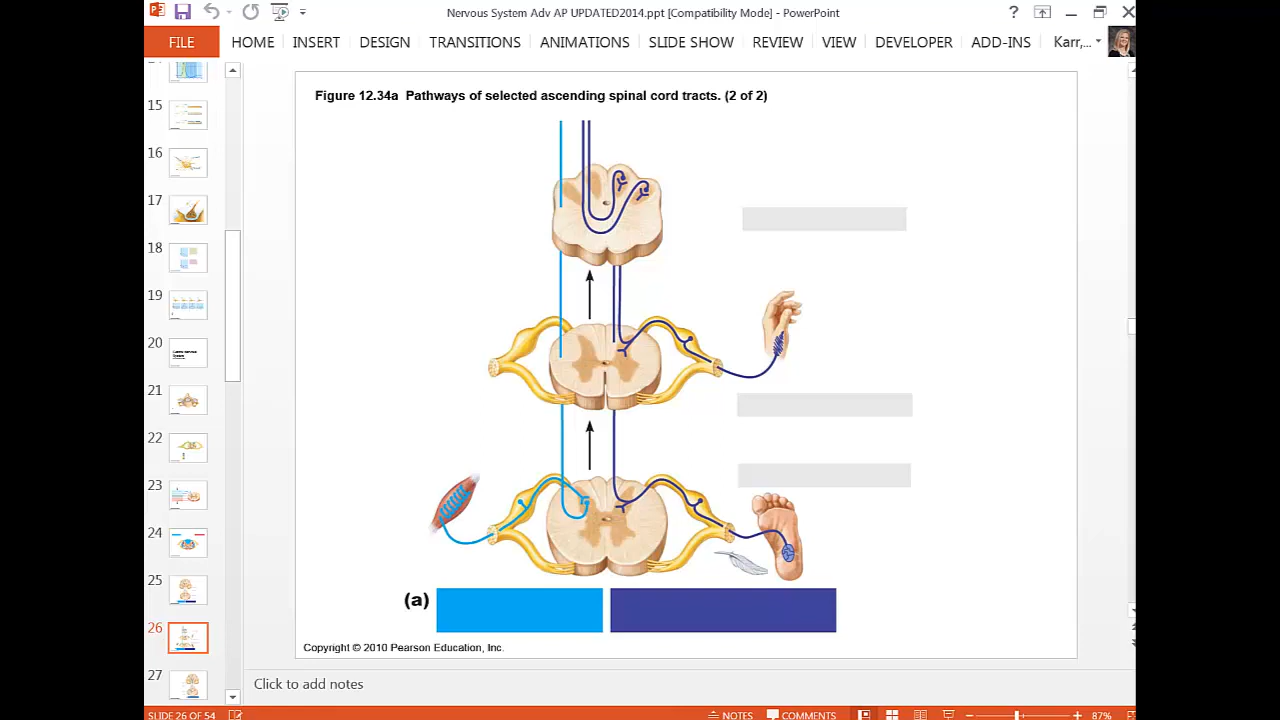 Nervous System Adv AP UPDATED2014.ppt [Compatibility Mode] - PowerPoint
?
FILE HOME INSERT DESIGN TRANSITIONS ANIMATIONS SLIDE SHOW REVIEW VIEW DEVELOPER ADD-INS Karr,...
15
16
17
18
19
20
21
22
23
24
25
26
27
Figure 12.34a Pathways of selected ascending spinal cord tracts. (2 of 2)
(a)
Copyright © 2010 Pearson Education, Inc.
Click to add notes
SLIDE 26 OF 54 NOTES COMMENTS 87%